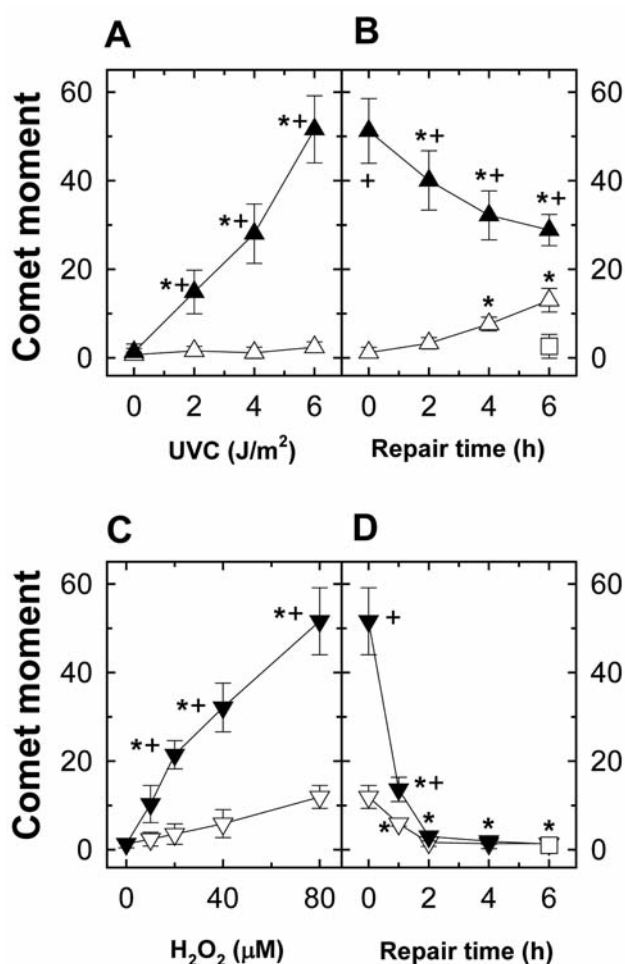 A B
60 60
*+ *+
*+
+
40 *+ 40
*+ *+
Comet moment
20 *+ 20
* *
0 0
0 2 4 6 0 2 4 6
UVC (J/m²) Repair time (h)
C D
60 60
*+ +
Comet moment
40 40
*+
*+
20 20
*+
* * * *
0 0
0 40 80 0 2 4 6
H₂O₂ (μM) Repair time (h)